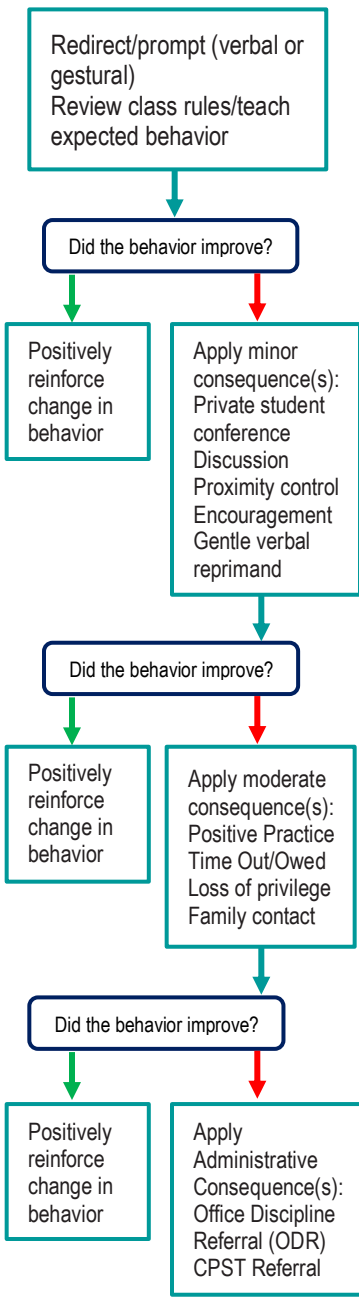 Redirect/prompt (verbal or
gestural)
Review class rules/teach
expected behavior
Did the behavior improve?
Positively
reinforce
change in
behavior
Apply minor
consequence(s):
Private student
conference
Discussion
Proximity control
Encouragement
Gentle verbal
reprimand
Did the behavior improve?
Positively
reinforce
change in
behavior
Apply moderate
consequence(s):
Positive Practice
Time Out/Owed
Loss of privilege
Family contact
Did the behavior improve?
Positively
reinforce
change in
behavior
Apply
Administrative
Consequence(s):
Office Discipline
Referral (ODR)
CPST Referral